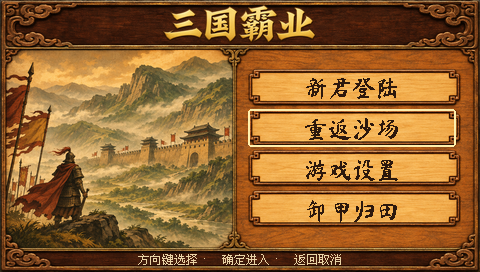 三国霸业
新君登陆
重返沙场
游戏设置
卸甲归田
方向键选择 · 确定进入 · 返回取消